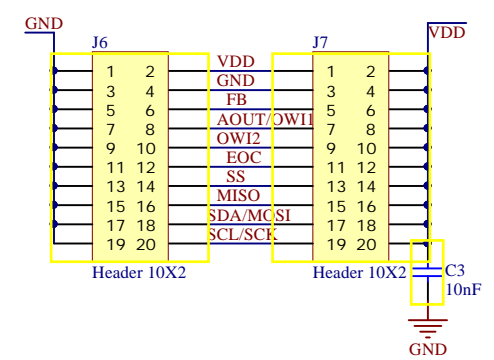 GND
VDD
J6
J7
VDD
1 2
1 2
GND
3 4
3 4
FB
5 6
5 6
AOUT/OWI1
7 8
7 8
OWI2
9 10
9 10
EOC
11 12
11 12
SS
13 14
13 14
MISO
15 16
15 16
SDA/MOSI
17 18
17 18
SCL/SCK
19 20
19 20
Header 10X2
Header 10X2
C3
10nF
GND